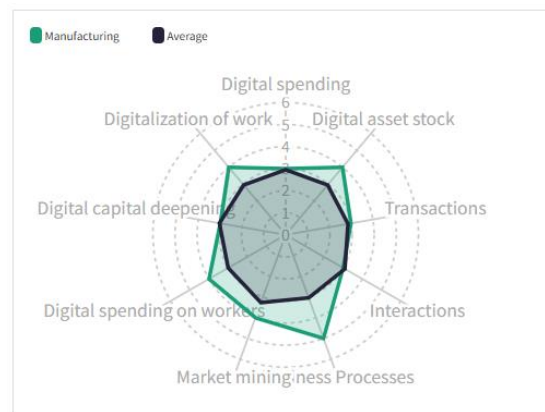 Manufacturing Average
Digital spending
6
Digitalization of work 5 Digital asset stock
4
3
2
Digital capital deepening Transactions
1
0
Digital spending on workers Interactions
Market mining ness Processes